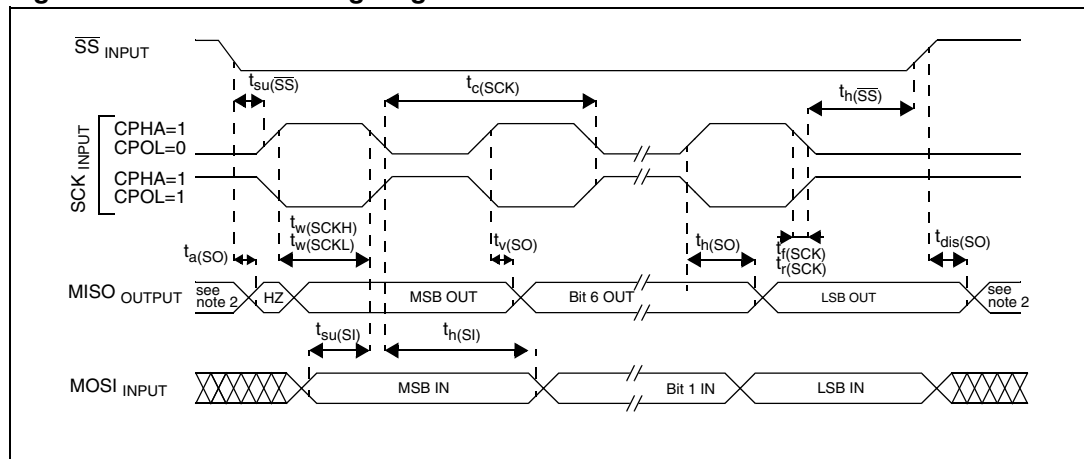 SS INPUT
tsu(SS)
tc(SCK)
th(SS)
SCK INPUT
CPHA=1
CPOL=0
CPHA=1
CPOL=1
tw(SCKH)
tw(SCKL)
ta(SO)
tv(SO)
th(SO)
tf(SCK)
tr(SCK)
tdis(SO)
MISO OUTPUT
see
note 2
HZ
MSB OUT
Bit 6 OUT
LSB OUT
see
note 2
tsu(SI)
th(SI)
MOSI INPUT
MSB IN
Bit 1 IN
LSB IN